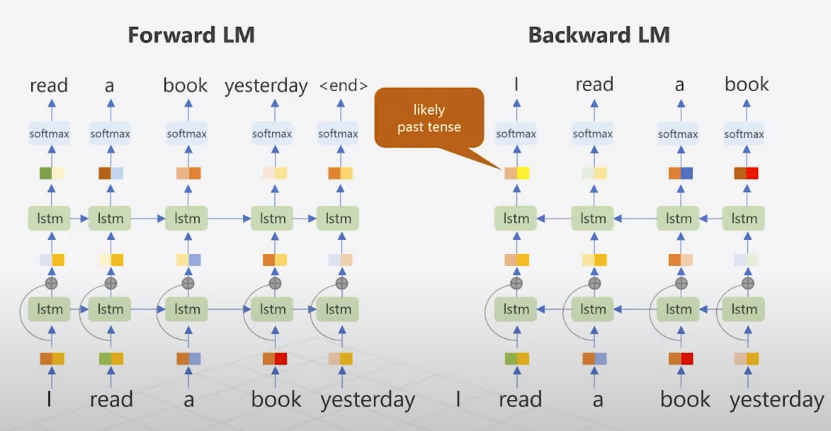 Forward LM
Backward LM
read a book yesterday <end>
likely
past tense
I read a book
softmax softmax softmax softmax softmax
softmax softmax softmax softmax
lstm lstm lstm lstm lstm
lstm lstm lstm lstm
lstm lstm lstm lstm lstm
lstm lstm lstm lstm
I read a book yesterday
I read a book yesterday